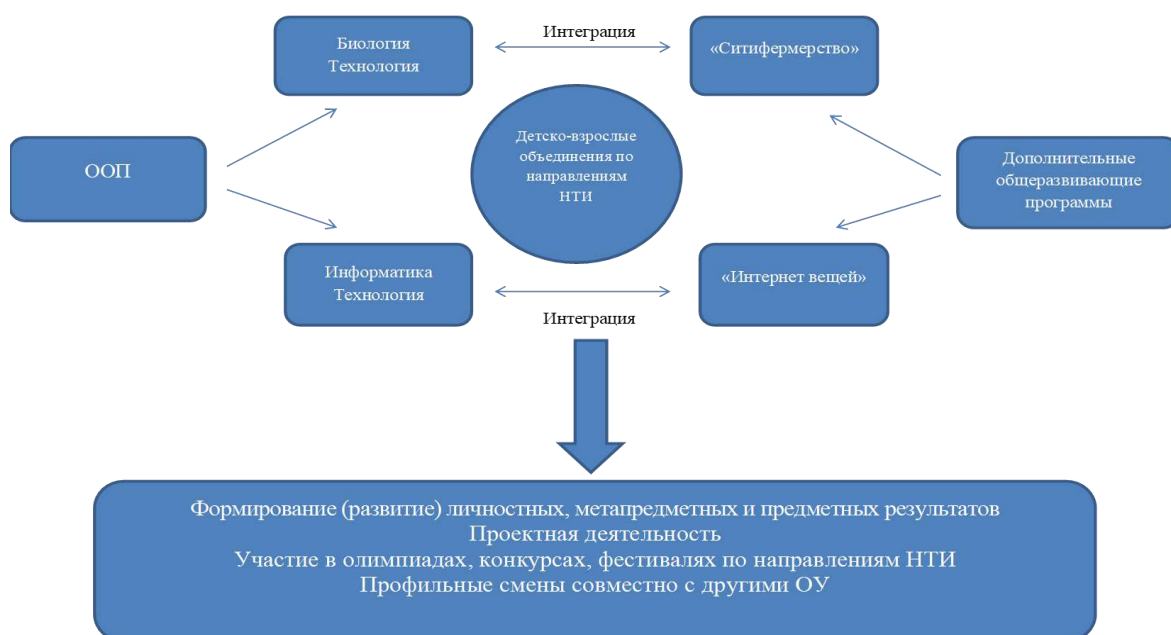 Интеграция
Биология
Технология
«Ситифермерство»
Детско-взрослые
объединения по
направлениям
НТИ
ООП
Дополнительные
общеразвивающие
программы
Информатика
Технология
«Интернет вещей»
Интеграция
Формирование (развитие) личностных, метапредметных и предметных результатов
Проектная деятельность
Участие в олимпиадах, конкурсах, фестивалях по направлениям НТИ
Профильные смены совместно с другими ОУ